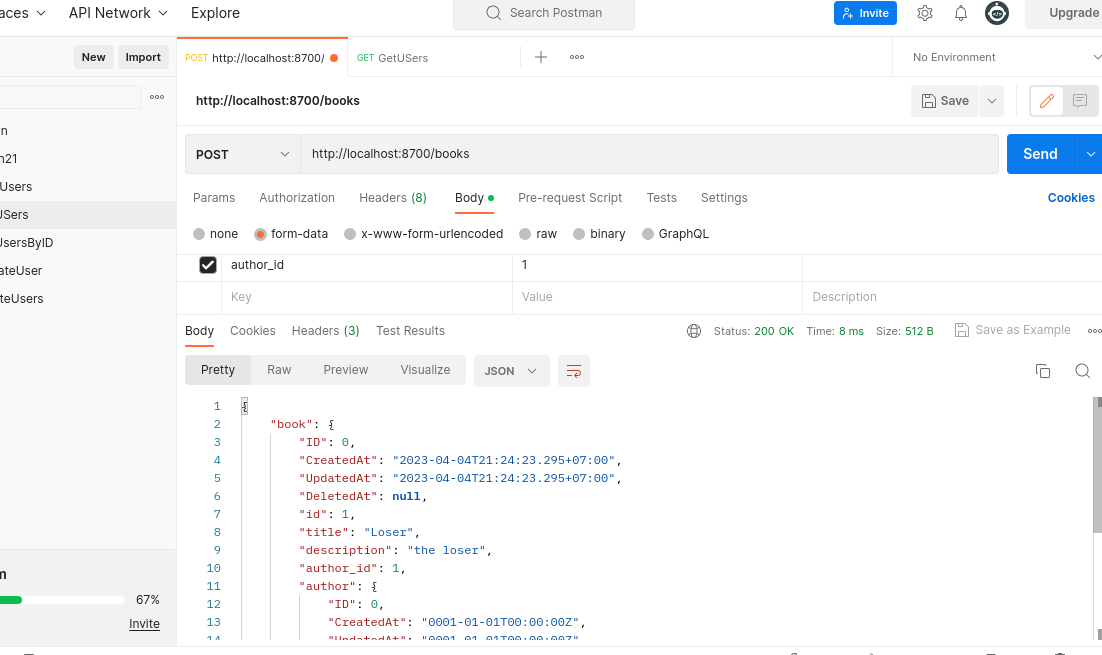 aces API Network Explore Search Postman Invite Upgrade
New Import POST http://localhost:8700/ GET GetUSers No Environment
http://localhost:8700/books Save
n
POST http://localhost:8700/books Send
n21
Users
Params Authorization Headers (8) Body Pre-request Script Tests Settings Cookies
USers
none form-data x-www-form-urlencoded raw binary GraphQL
UsersByID
author_id 1
ateUser
Key Value Description
teUsers
Body Cookies Headers (3) Test Results Status: 200 OK Time: 8 ms Size: 512 B Save as Example
Pretty Raw Preview Visualize JSON
1 {
2 "book": {
3 "ID": 0,
4 "CreatedAt": "2023-04-04T21:24:23.295+07:00",
5 "UpdatedAt": "2023-04-04T21:24:23.295+07:00",
6 "DeletedAt": null,
7 "id": 1,
8 "title": "Loser",
9 "description": "the loser",
10 "author_id": 1,
11 "author": {
12 "ID": 0,
13 "CreatedAt": "0001-01-01T00:00:00Z",
14 "UpdatedAt": "0001-01-01T00:00:00Z"
m
67%
Invite